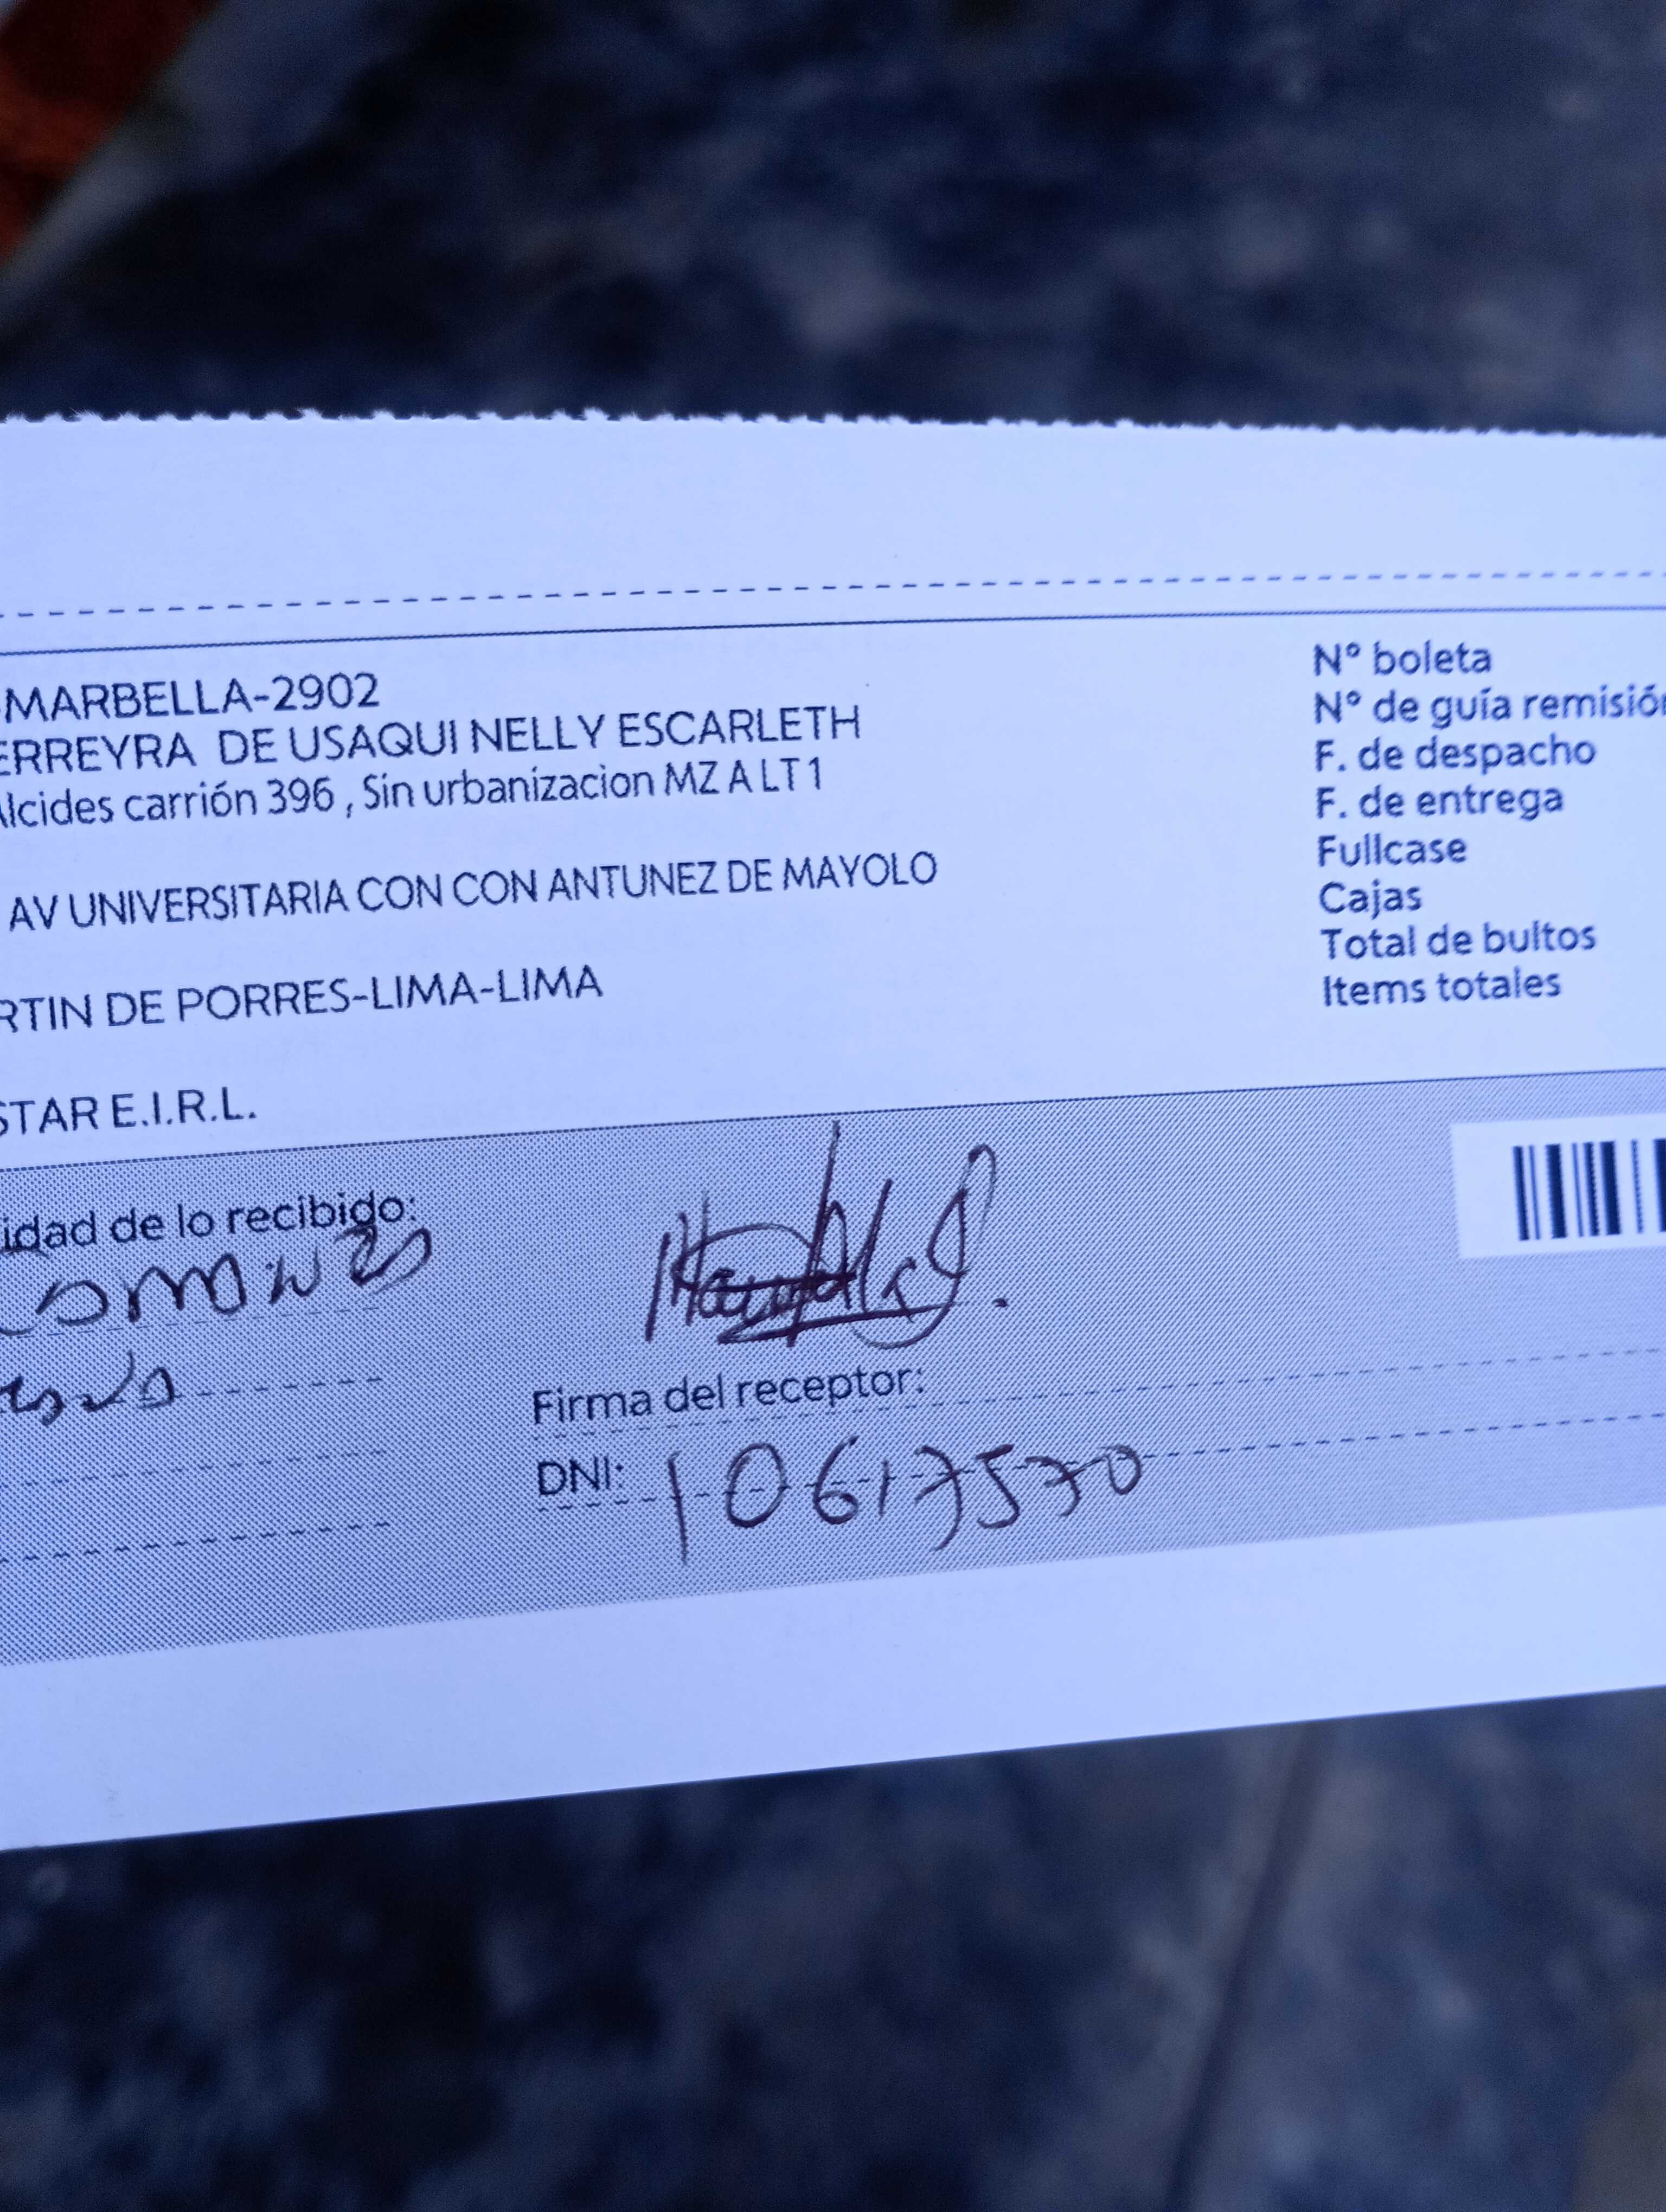 MARBELLA-2902
ERREYRA DE USAQUI NELLY ESCARLETH
Alcides carrión 396 , Sin urbanizacion MZ A LT 1
AV UNIVERSITARIA CON CON ANTUNEZ DE MAYOLO
RTIN DE PORRES-LIMA-LIMA
STAR E.I.R.L.
N° boleta
N° de guía remisión
F. de despacho
F. de entrega
Fullcase
Cajas
Total de bultos
Items totales
idad de lo recibido:
Firma del receptor:
DNI: 10617570